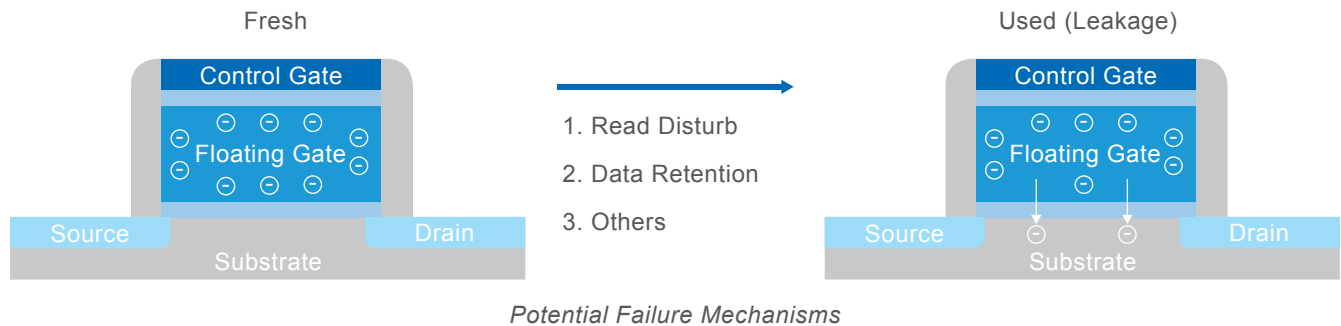 Fresh
Used (Leakage)
Control Gate
Floating Gate
Source
Drain
Substrate
1. Read Disturb
2. Data Retention
3. Others
Control Gate
Floating Gate
Source
Drain
Substrate
Potential Failure Mechanisms